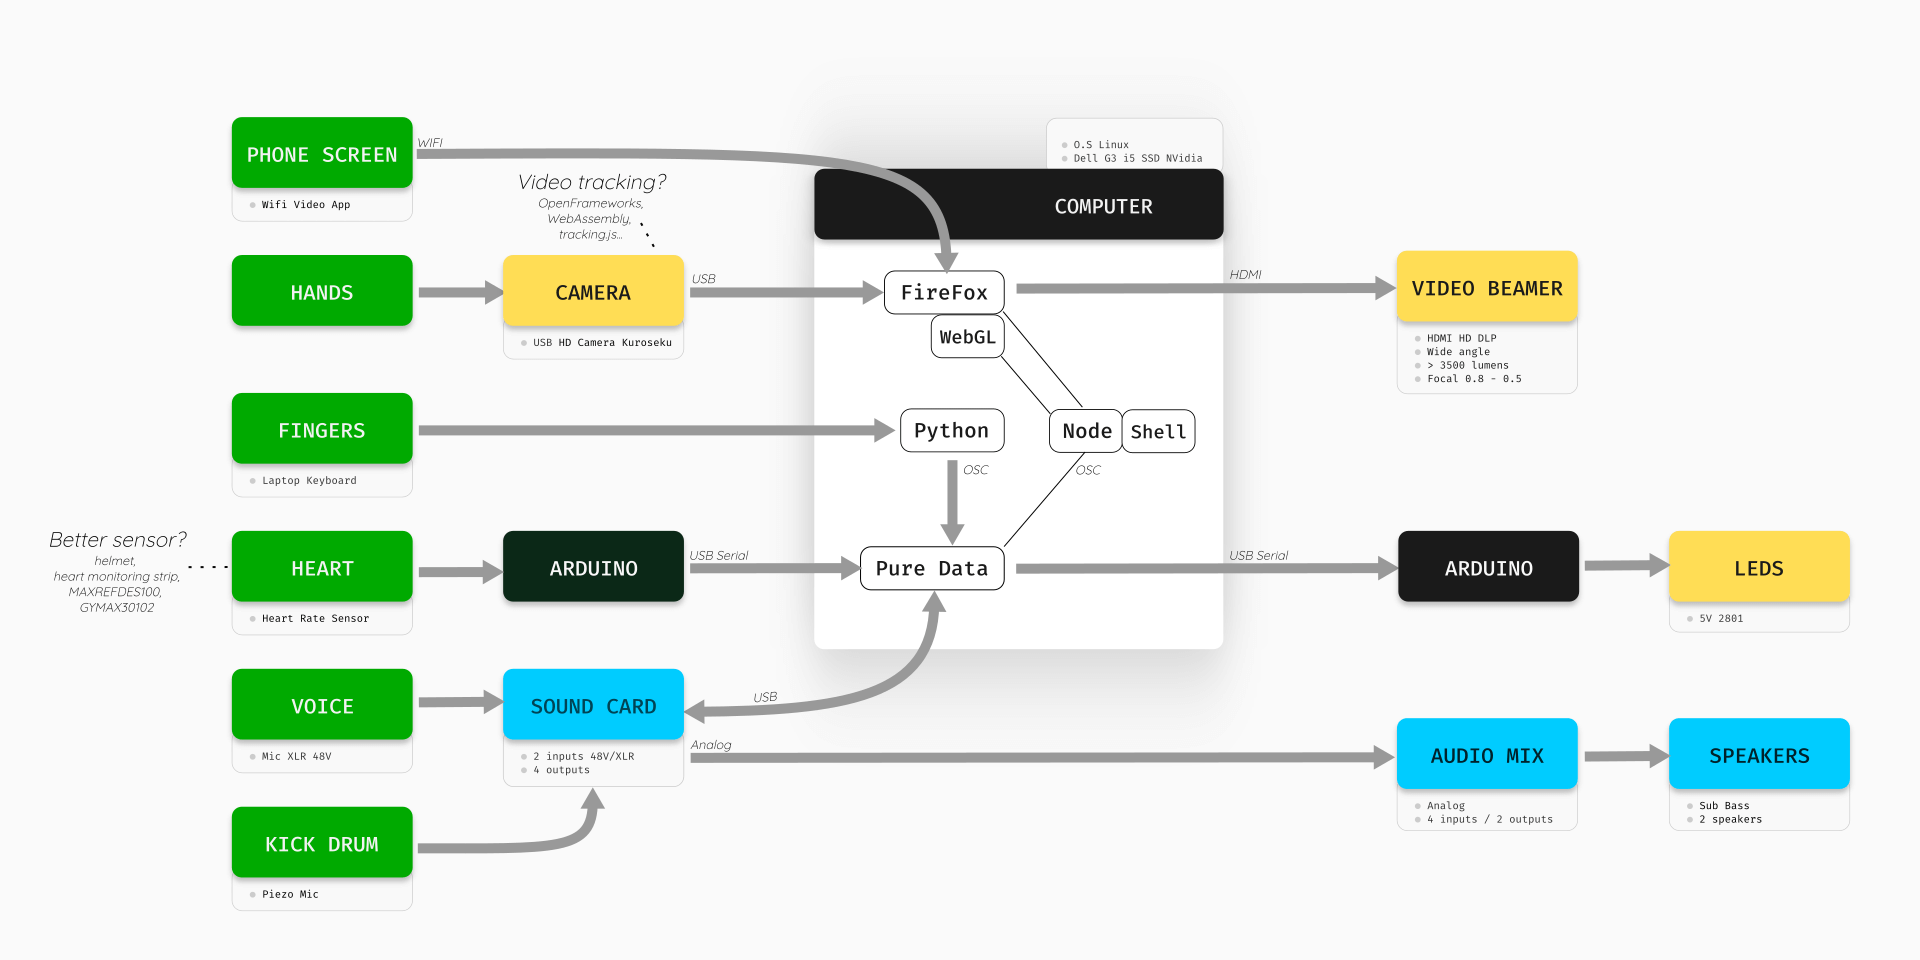 PHONE SCREEN
Wifi Video App
WIFI
Video tracking?
OpenFrameworks,
WebAssembly,
tracking.js...
HANDS
CAMERA
USB HD Camera Kuroseku
USB
FINGERS
Laptop Keyboard
Better sensor?
helmet,
heart monitoring strip,
MAXREFDES100,
GYMAX30102
HEART
Heart Rate Sensor
ARDUINO
USB Serial
VOICE
Mic XLR 48V
SOUND CARD
2 inputs 48V/XLR
4 outputs
USB
Analog
KICK DRUM
Piezo Mic
O.S Linux
Dell G3 i5 SSD NVidia
COMPUTER
FireFox
WebGL
Python
Node
Shell
OSC
OSC
Pure Data
HDMI
VIDEO BEAMER
HDMI HD DLP
Wide angle
> 3500 lumens
Focal 0.8 - 0.5
USB Serial
ARDUINO
LEDS
5V 2801
AUDIO MIX
Analog
4 inputs / 2 outputs
SPEAKERS
Sub Bass
2 speakers